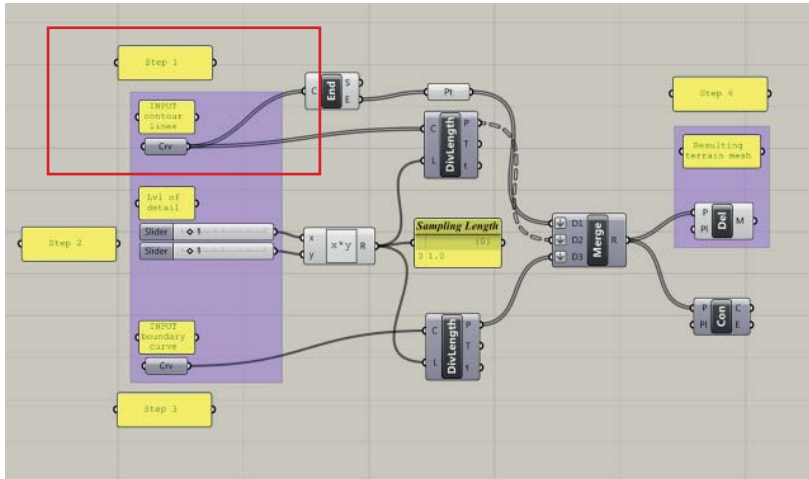 Step 1
INPUT
contour
lines
Crv
C
End
S
E
Pt
C
L
DivLength
P
T
t
Lvl of
detail
Slider
1
Slider
1
Step 2
x
y
x*y
R
Sampling Length
{0}
0 1.0
D1
D2
D3
Merge
R
Step 4
Resulting
terrain mesh
P
Pl
Del
M
P
Pl
Con
C
E
INPUT
boundary
curve
Crv
C
L
DivLength
P
T
t
Step 3